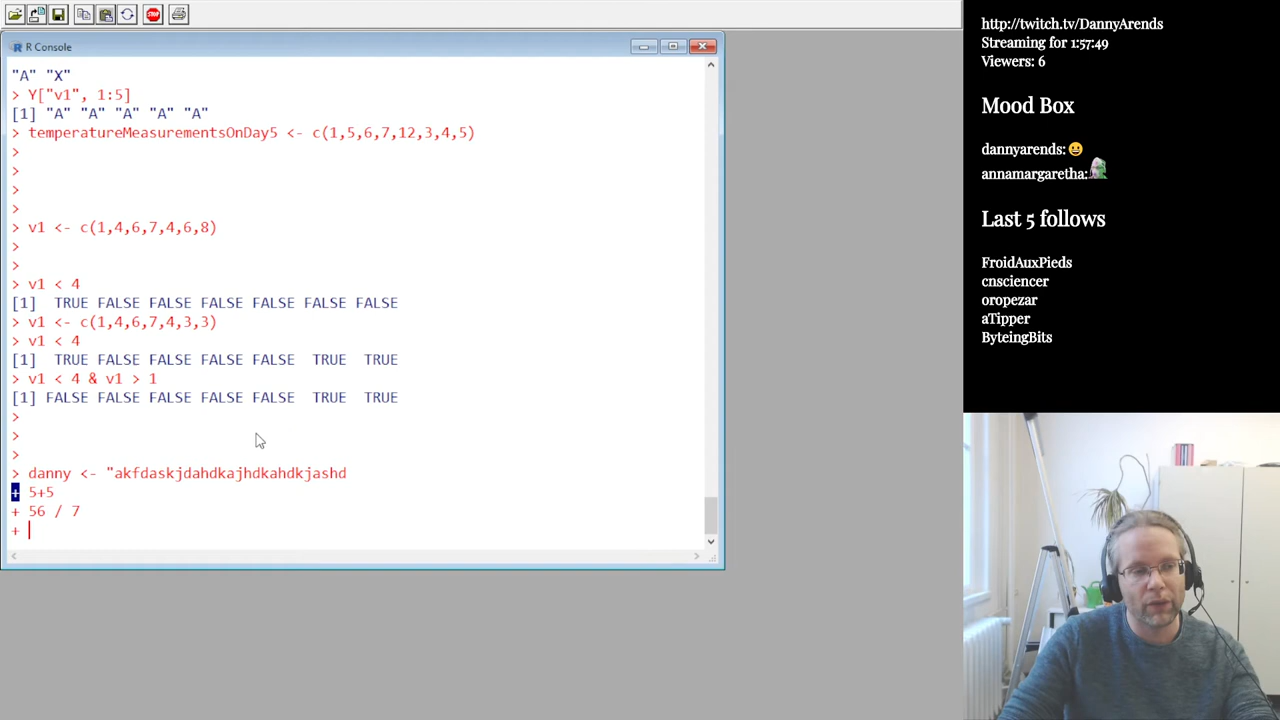 R Console
"A" "X"
> Y["v1", 1:5]
[1] "A" "A" "A" "A" "A"
> temperatureMeasurementsOnDay5 <- c(1,5,6,7,12,3,4,5)
>
>
>
>
> v1 <- c(1,4,6,7,4,6,8)
>
>
> v1 < 4
[1]  TRUE FALSE FALSE FALSE FALSE FALSE FALSE
> v1 <- c(1,4,6,7,4,3,3)
> v1 < 4
[1]  TRUE FALSE FALSE FALSE FALSE  TRUE  TRUE
> v1 < 4 & v1 > 1
[1] FALSE FALSE FALSE FALSE FALSE  TRUE  TRUE
>
>
>
> danny <- "akfdaskjdahdkajhdkahdkjashd
+ 5+5
+ 56 / 7
+
STOP
http://twitch.tv/DannyArends
Streaming for 1:57:49
Viewers: 6
Mood Box
dannyarends:😀
annamargaretha:
Last 5 follows
FroidAuxPieds
cnsciencer
oropezar
aTipper
ByteingBits